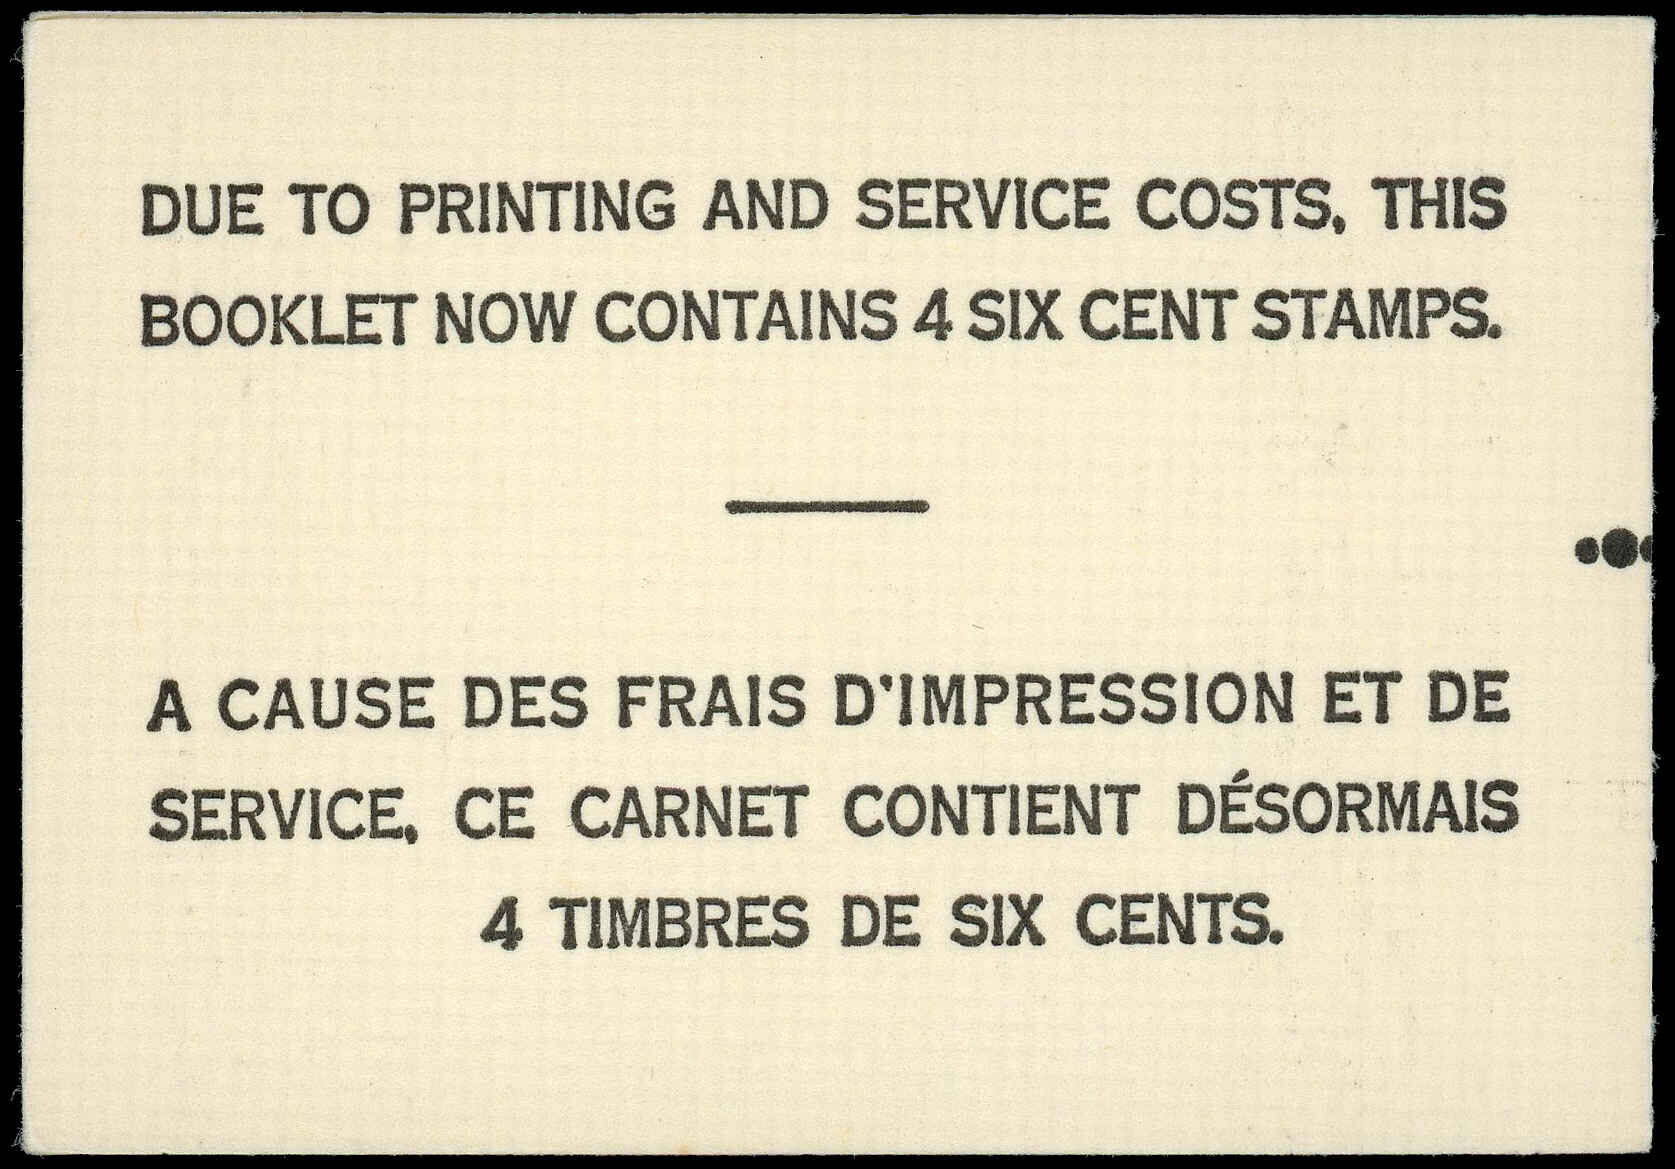 DUE TO PRINTING AND SERVICE COSTS, THIS
BOOKLET NOW CONTAINS 4 SIX CENT STAMPS.
A CAUSE DES FRAIS D'IMPRESSION ET DE
SERVICE, CE CARNET CONTIENT DÉSORMAIS
4 TIMBRES DE SIX CENTS.